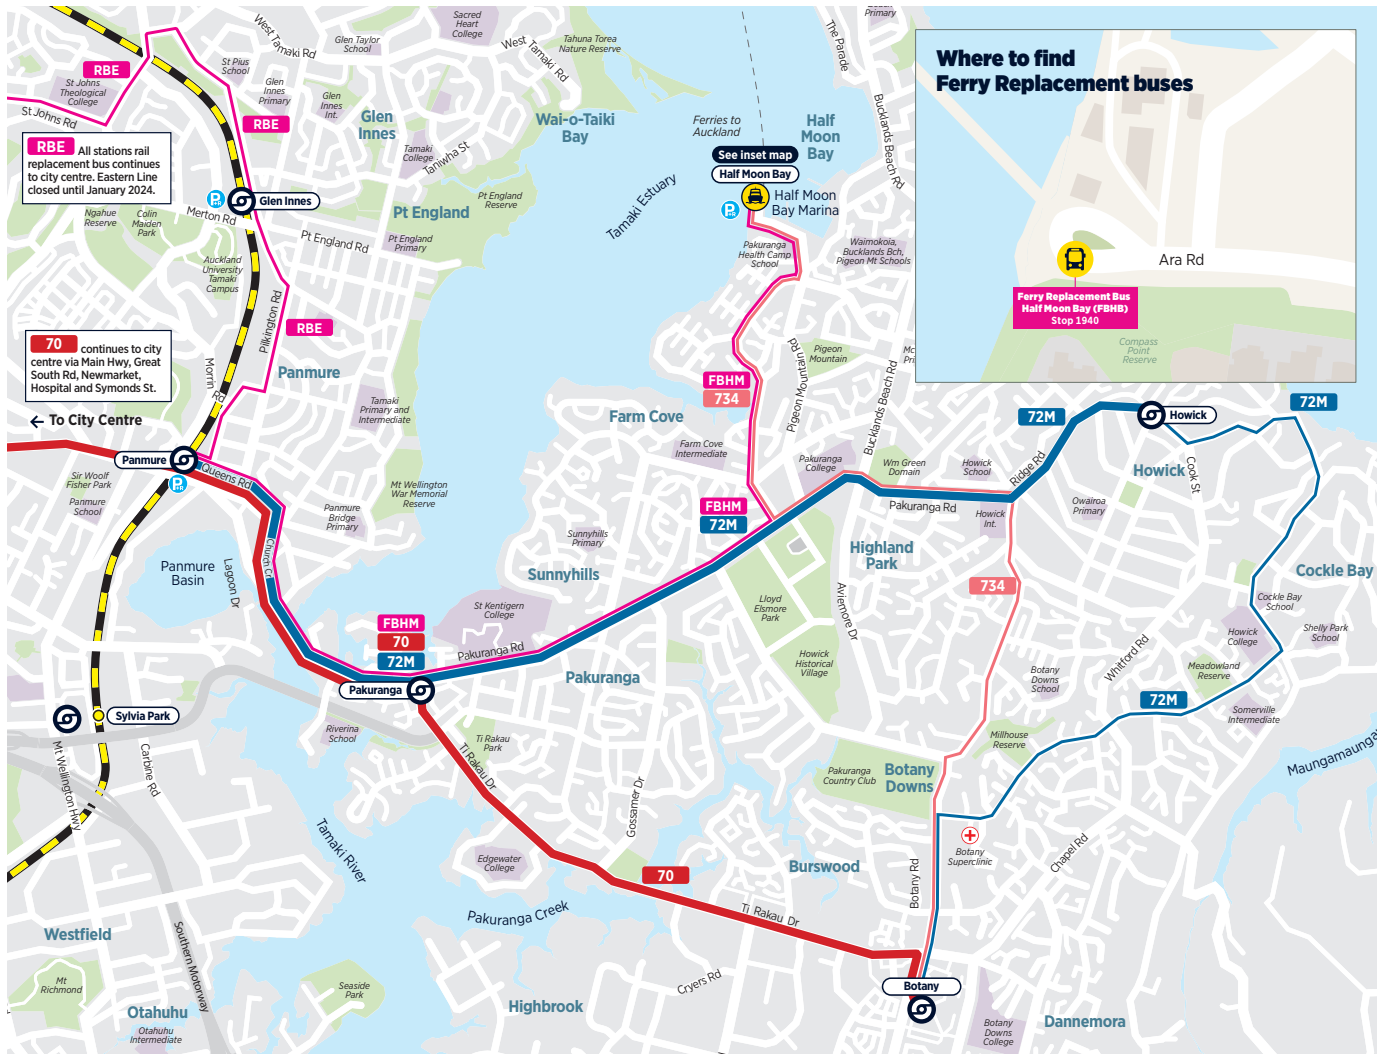 Where to find
Ferry Replacement buses
Ara Rd
Ferry Replacement Bus
Half Moon Bay (FBHB)
Stop 1940
Compass
Point
Reserve
West Tamaki Rd
Glen Taylor
School
Sacred
Heart
College
West Tamaki Rd
Tahuna Torea
Nature Reserve
The Parade
Primary
RBE
St Johns
Theological
College
St Johns Rd
St Pius
School
Glen
Innes
Primary
Glen
Innes
Int.
Glen
Innes
RBE
Tamaki
College
Taniwha St
Wai-o-Taiki
Bay
Ferries to
Auckland
Half
Moon
Bay
Bucklands Beach Rd
See inset map
Half Moon Bay
Half Moon
Bay Marina
RBE All stations rail
replacement bus continues
to city centre. Eastern Line
closed until January 2024.
Glen Innes
Ngahue
Reserve
Colin
Maiden
Park
Merton Rd
Pt England Rd
Pt England
Pt England
Reserve
Pt England
Primary
Tamaki Estuary
Pakuranga
Health Camp
School
Waimokoia,
Bucklands Bch,
Pigeon Mt Schools
Auckland
University
Tamaki
Campus
Pilkington Rd
RBE
70 continues to city
centre via Main Hwy, Great
South Rd, Newmarket,
Hospital and Symonds St.
To City Centre
Morrin Rd
Panmure
Tamaki
Primary and
Intermediate
Pigeon Mountain Rd
Pigeon
Mountain
Bucklands Beach Rd
FBHM
734
Farm Cove
Farm Cove
Intermediate
Pakuranga
College
Wm Green
Domain
Howick
School
72M
Howick
72M
Ridge Rd
Howick
Cook St
Panmure
Queens Rd
Sir Woolf
Fisher Park
Panmure
School
Panmure
Bridge
Primary
Mt Wellington
War Memorial
Reserve
FBHM
72M
Pakuranga Rd
Howick
Int.
Owairoa
Primary
Sunnyhills
Primary
Sunnyhills
Highland
Park
Panmure
Basin
Lagoon Dr
Church Cr
Lloyd
Elsmore
Park
Aviemore Dr
734
Cockle Bay
Cockle Bay
School
Howick
College
Shelly Park
School
St Kentigern
College
FBHM
70
72M
Pakuranga Rd
Pakuranga
Pakuranga
Howick
Historical
Village
Botany
Downs
School
Whitford Rd
Meadowland
Reserve
72M
Somerville
Intermediate
Sylvia Park
Riverina
School
Ti Rakau
Park
Ti Rakau Dr
Mt Wellington Hwy
Carbine Rd
Millhouse
Reserve
Pakuranga
Country Club
Botany
Downs
Gossamer Dr
Tamaki River
Edgewater
College
70
Burswood
Botany
Superclinic
Chapel Rd
Botany Rd
Pakuranga Creek
Ti Rakau Dr
Westfield
Southern Motorway
Mt
Richmond
Seaside
Park
Highbrook
Cryers Rd
Botany
Otahuhu
Otahuhu
Intermediate
Botany
Downs
College
Dannemora